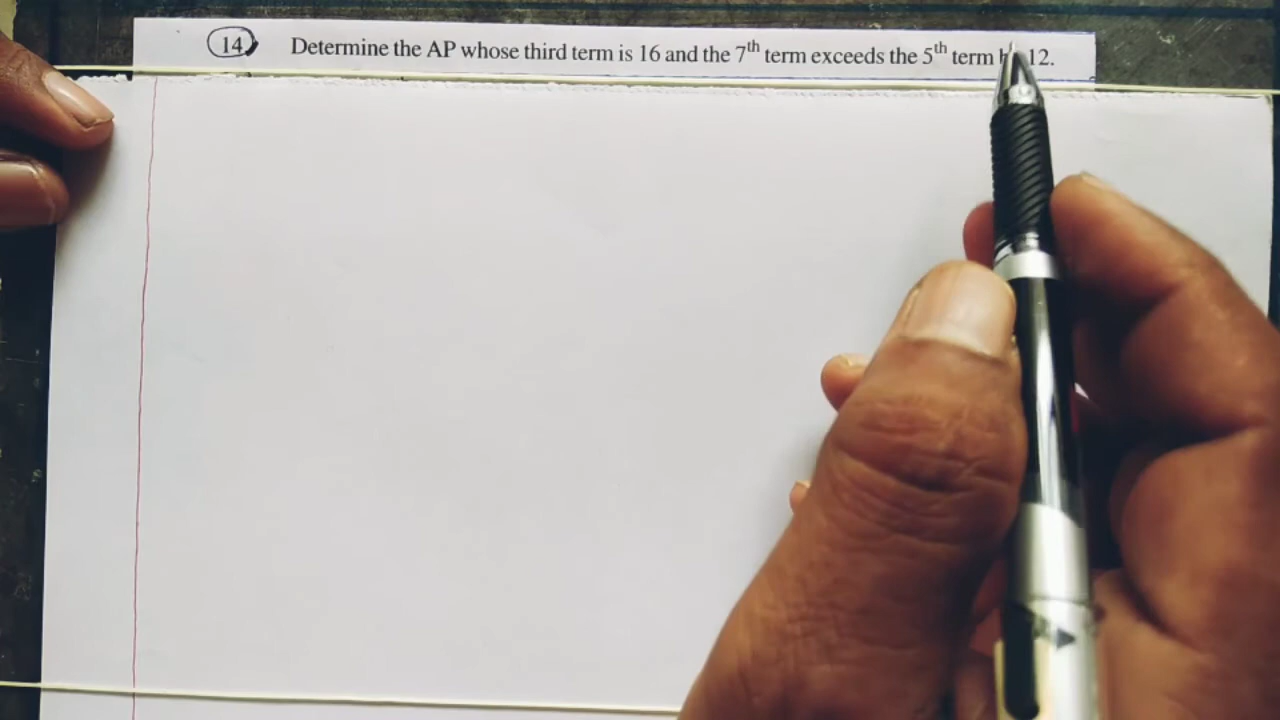 14 Determine the AP whose third term is 16 and the 7th term exceeds the 5th term 12.